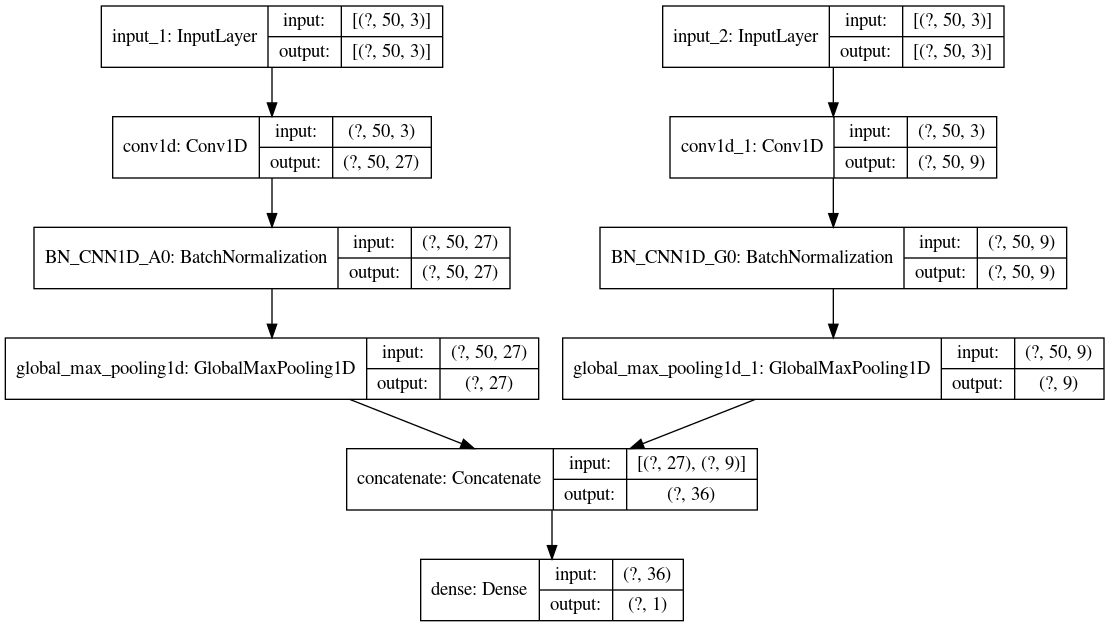 input_1: InputLayer
input:
[(?, 50, 3)]
output:
[(?, 50, 3)]
input_2: InputLayer
input:
[(?, 50, 3)]
output:
[(?, 50, 3)]
conv1d: Conv1D
input:
(?, 50, 3)
output:
(?, 50, 27)
conv1d_1: Conv1D
input:
(?, 50, 3)
output:
(?, 50, 9)
BN_CNN1D_A0: BatchNormalization
input:
(?, 50, 27)
output:
(?, 50, 27)
BN_CNN1D_G0: BatchNormalization
input:
(?, 50, 9)
output:
(?, 50, 9)
global_max_pooling1d: GlobalMaxPooling1D
input:
(?, 50, 27)
output:
(?, 27)
global_max_pooling1d_1: GlobalMaxPooling1D
input:
(?, 50, 9)
output:
(?, 9)
concatenate: Concatenate
input:
[(?, 27), (?, 9)]
output:
(?, 36)
dense: Dense
input:
(?, 36)
output:
(?, 1)